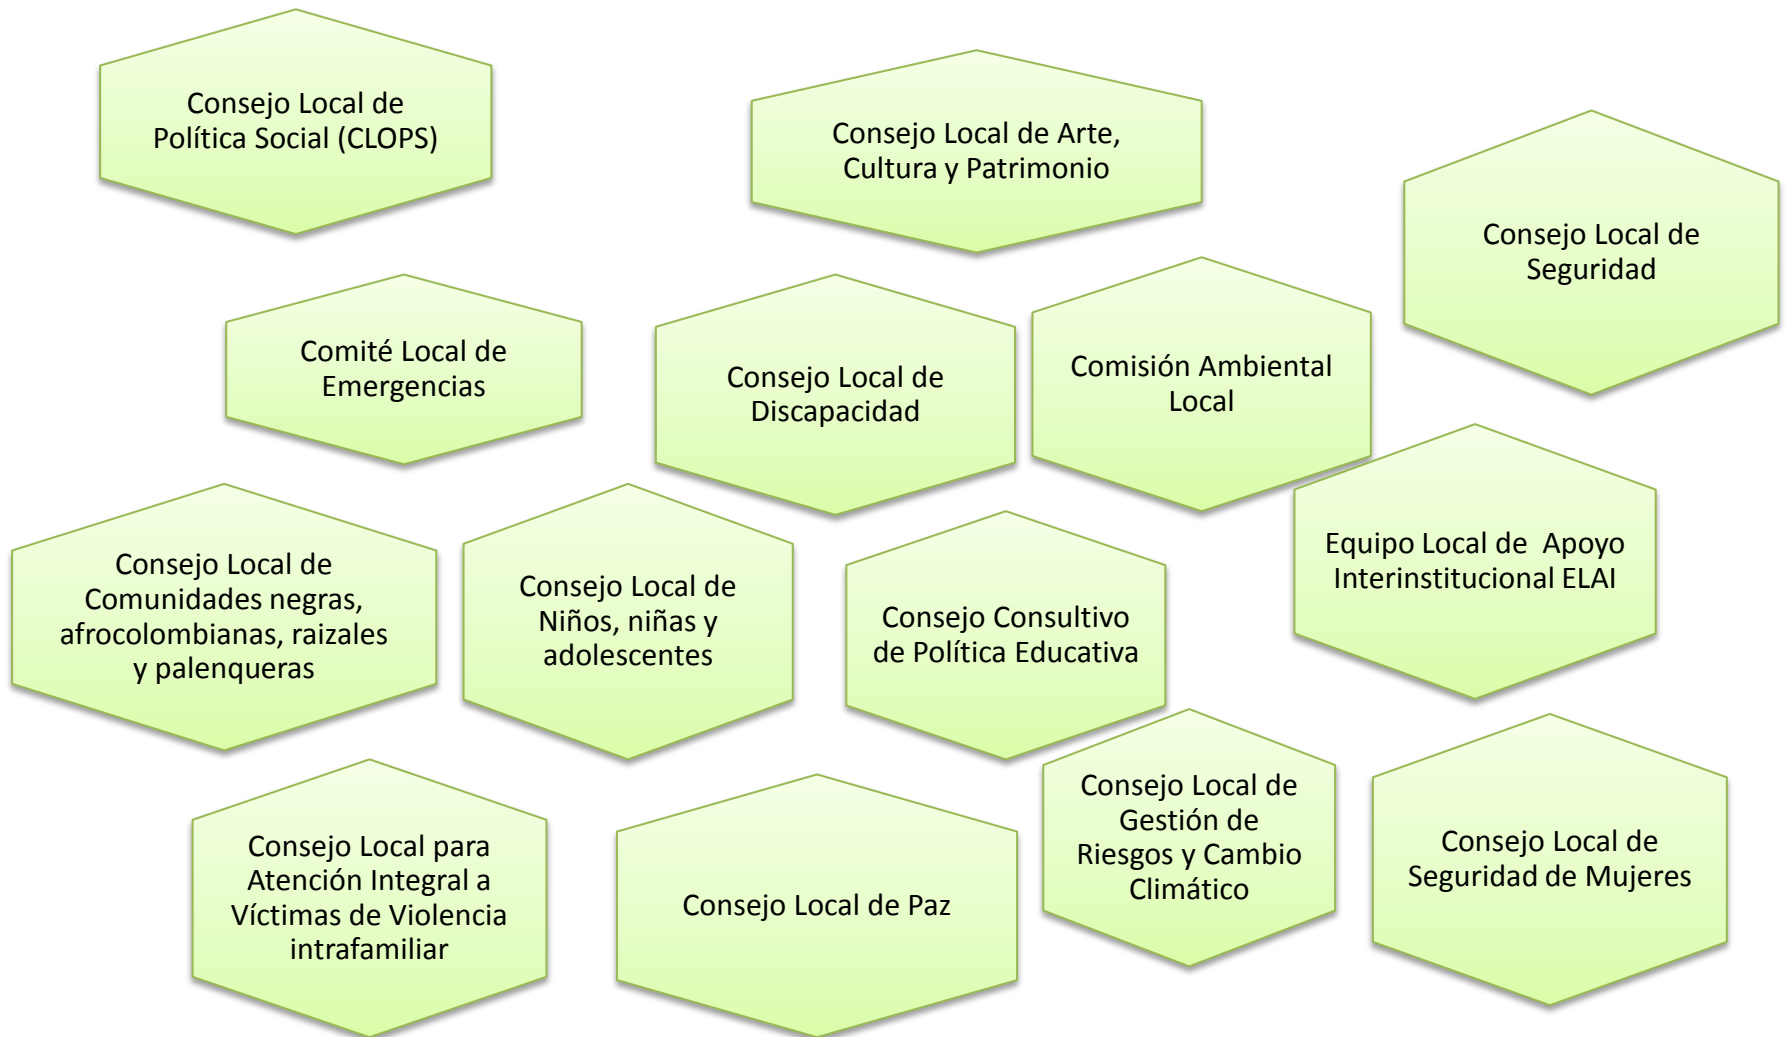 Consejo Local de
Política Social (CLOPS)
Consejo Local de Arte,
Cultura y Patrimonio
Consejo Local de
Seguridad
Comité Local de
Emergencias
Consejo Local de
Discapacidad
Comisión Ambiental
Local
Equipo Local de  Apoyo
Interinstitucional ELAI
Consejo Local de
Comunidades negras,
afrocolombianas, raizales
y palenqueras
Consejo Local de
Niños, niñas y
adolescentes
Consejo Consultivo
de Política Educativa
Consejo Local para
Atención Integral a
Víctimas de Violencia
intrafamiliar
Consejo Local de Paz
Consejo Local de
Gestión de
Riesgos y Cambio
Climático
Consejo Local de
Seguridad de Mujeres